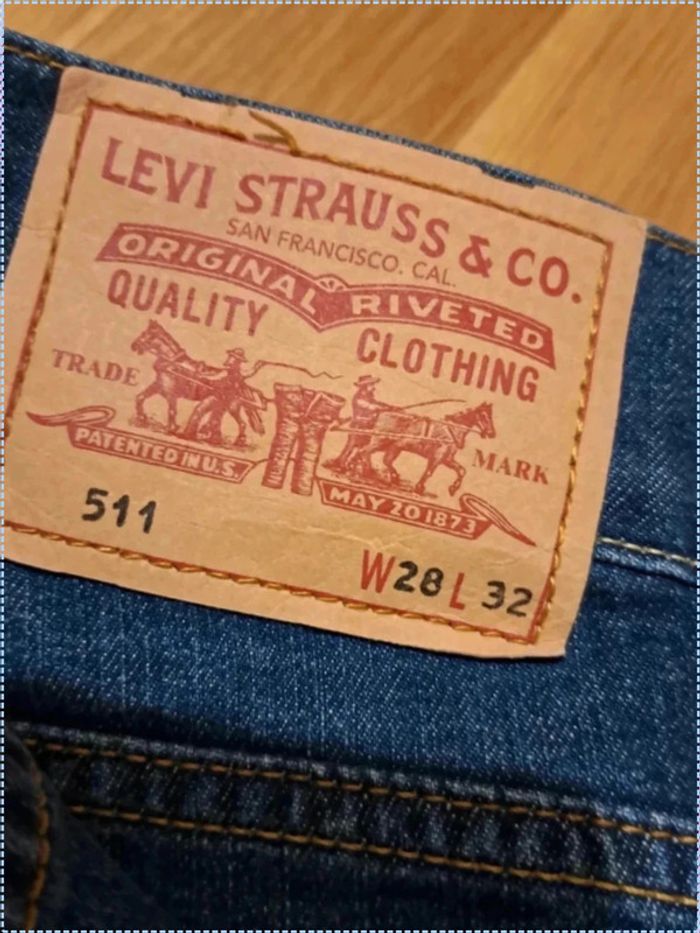 LEVI STRAUSS & CO.
SAN FRANCISCO. CAL.
ORIGINAL RIVETED
QUALITY CLOTHING
TRADE MARK
PATENTED IN U.S. MAY 20 1873
511
W28 L 32